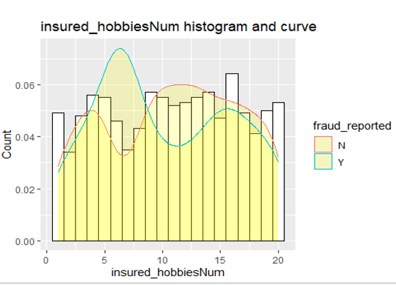 insured_hobbiesNum histogram and curve
Count
0.06
0.04
0.02
0.00
0
5
10
15
20
insured_hobbiesNum
fraud_reported
N
Y